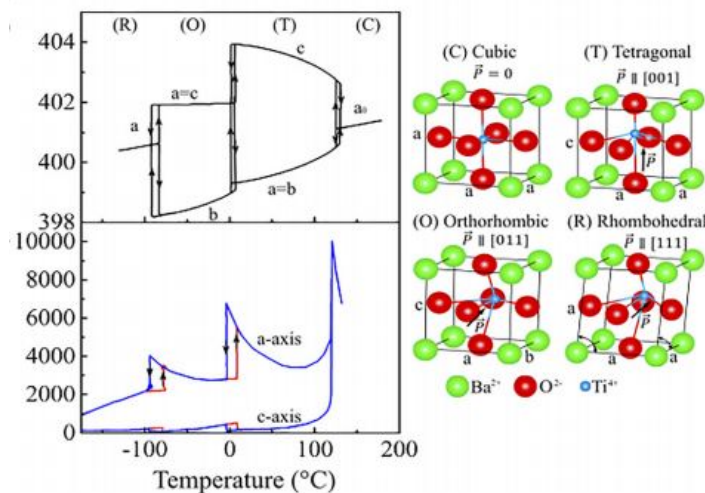 (R) (O) (T) (C)
404
402
400
398
a
a=c
b
c
a=b
a₀
10000
8000
6000
4000
2000
0
a-axis
c-axis
-100 0 100 200
Temperature (°C)
(C) Cubic
P⃗ = 0
a
a
a
(T) Tetragonal
P⃗ ∥ [001]
c
P⃗
a
a
(O) Orthorhombic
P⃗ ∥ [011]
c
P⃗
a
b
(R) Rhombohedral
P⃗ ∥ [111]
a
P⃗
a
a
Ba²⁺ O²⁻ Ti⁴⁺